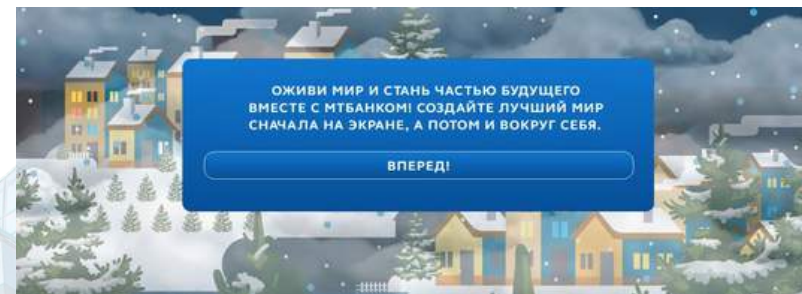 ОЖИВИ МИР И СТАНЬ ЧАСТЬЮ БУДУЩЕГО
ВМЕСТЕ С МТБАНКОМ! СОЗДАЙТЕ ЛУЧШИЙ МИР
СНАЧАЛА НА ЭКРАНЕ, А ПОТОМ И ВОКРУГ СЕБЯ.
ВПЕРЕД!